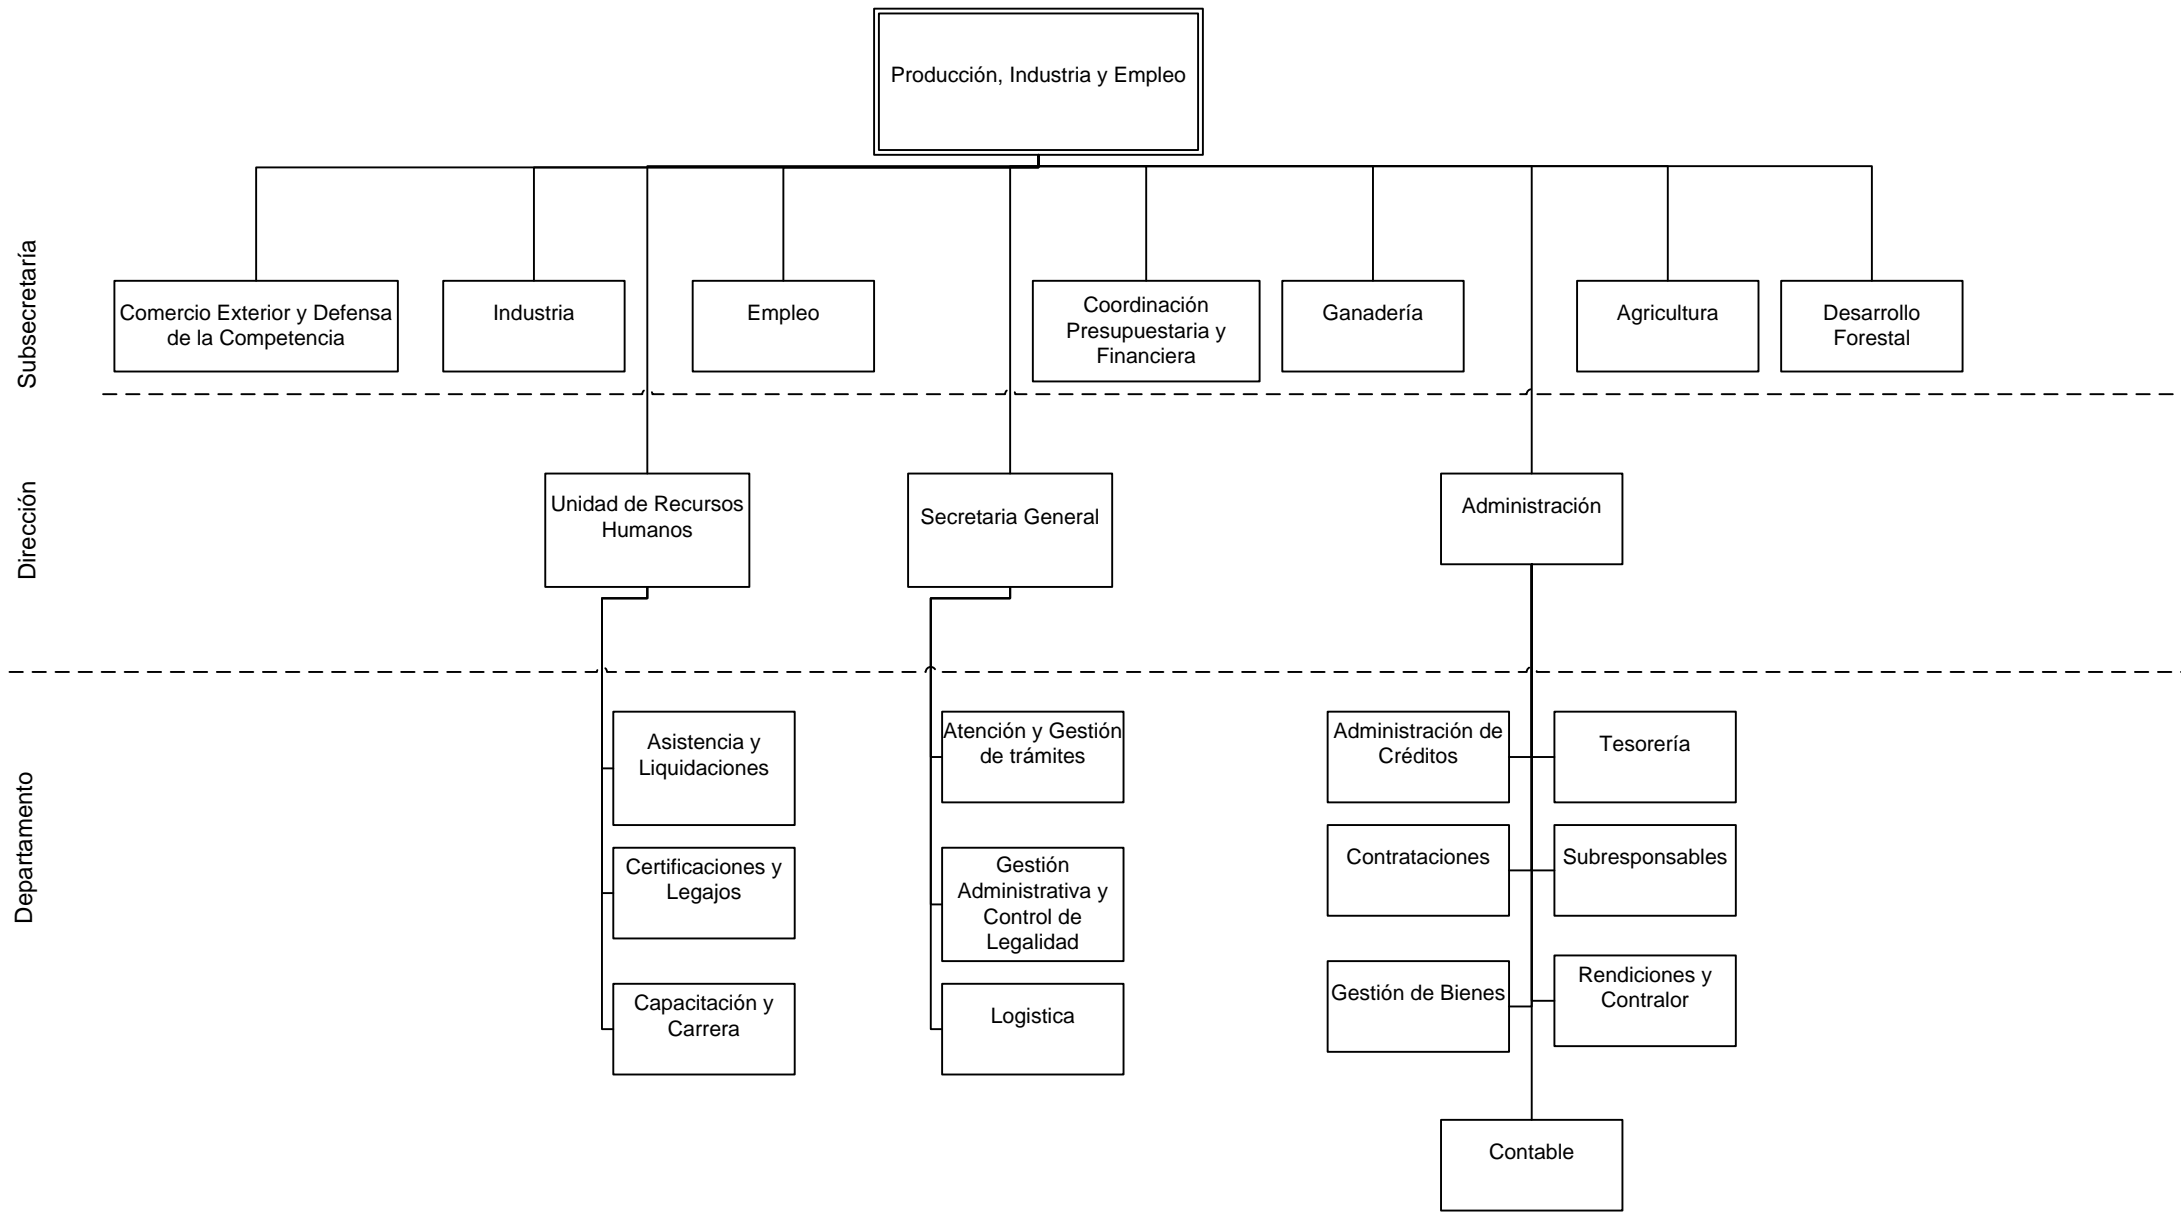 Producción, Industria y Empleo
Subsecretaría
Comercio Exterior y Defensa
de la Competencia
Industria
Empleo
Coordinación
Presupuestaria y
Financiera
Ganadería
Agricultura
Desarrollo
Forestal
Dirección
Unidad de Recursos
Humanos
Secretaria General
Administración
Departamento
Asistencia y
Liquidaciones
Certificaciones y
Legajos
Capacitación y
Carrera
Atención y Gestión
de trámites
Gestión
Administrativa y
Control de
Legalidad
Logistica
Administración de
Créditos
Tesorería
Contrataciones
Subresponsables
Gestión de Bienes
Rendiciones y
Contralor
Contable